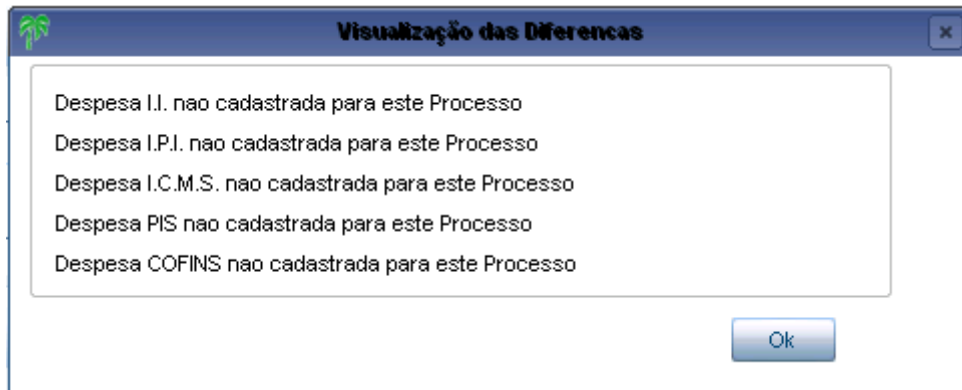 Visualização das Diferencas
Despesa I.I. nao cadastrada para este Processo
Despesa I.P.I. nao cadastrada para este Processo
Despesa I.C.M.S. nao cadastrada para este Processo
Despesa PIS nao cadastrada para este Processo
Despesa COFINS nao cadastrada para este Processo
Ok